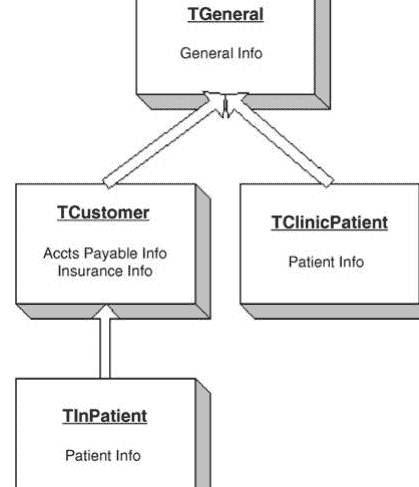 TGeneral
General Info
TCustomer
Accts Payable Info
Insurance Info
TClinicPatient
Patient Info
TInPatient
Patient Info